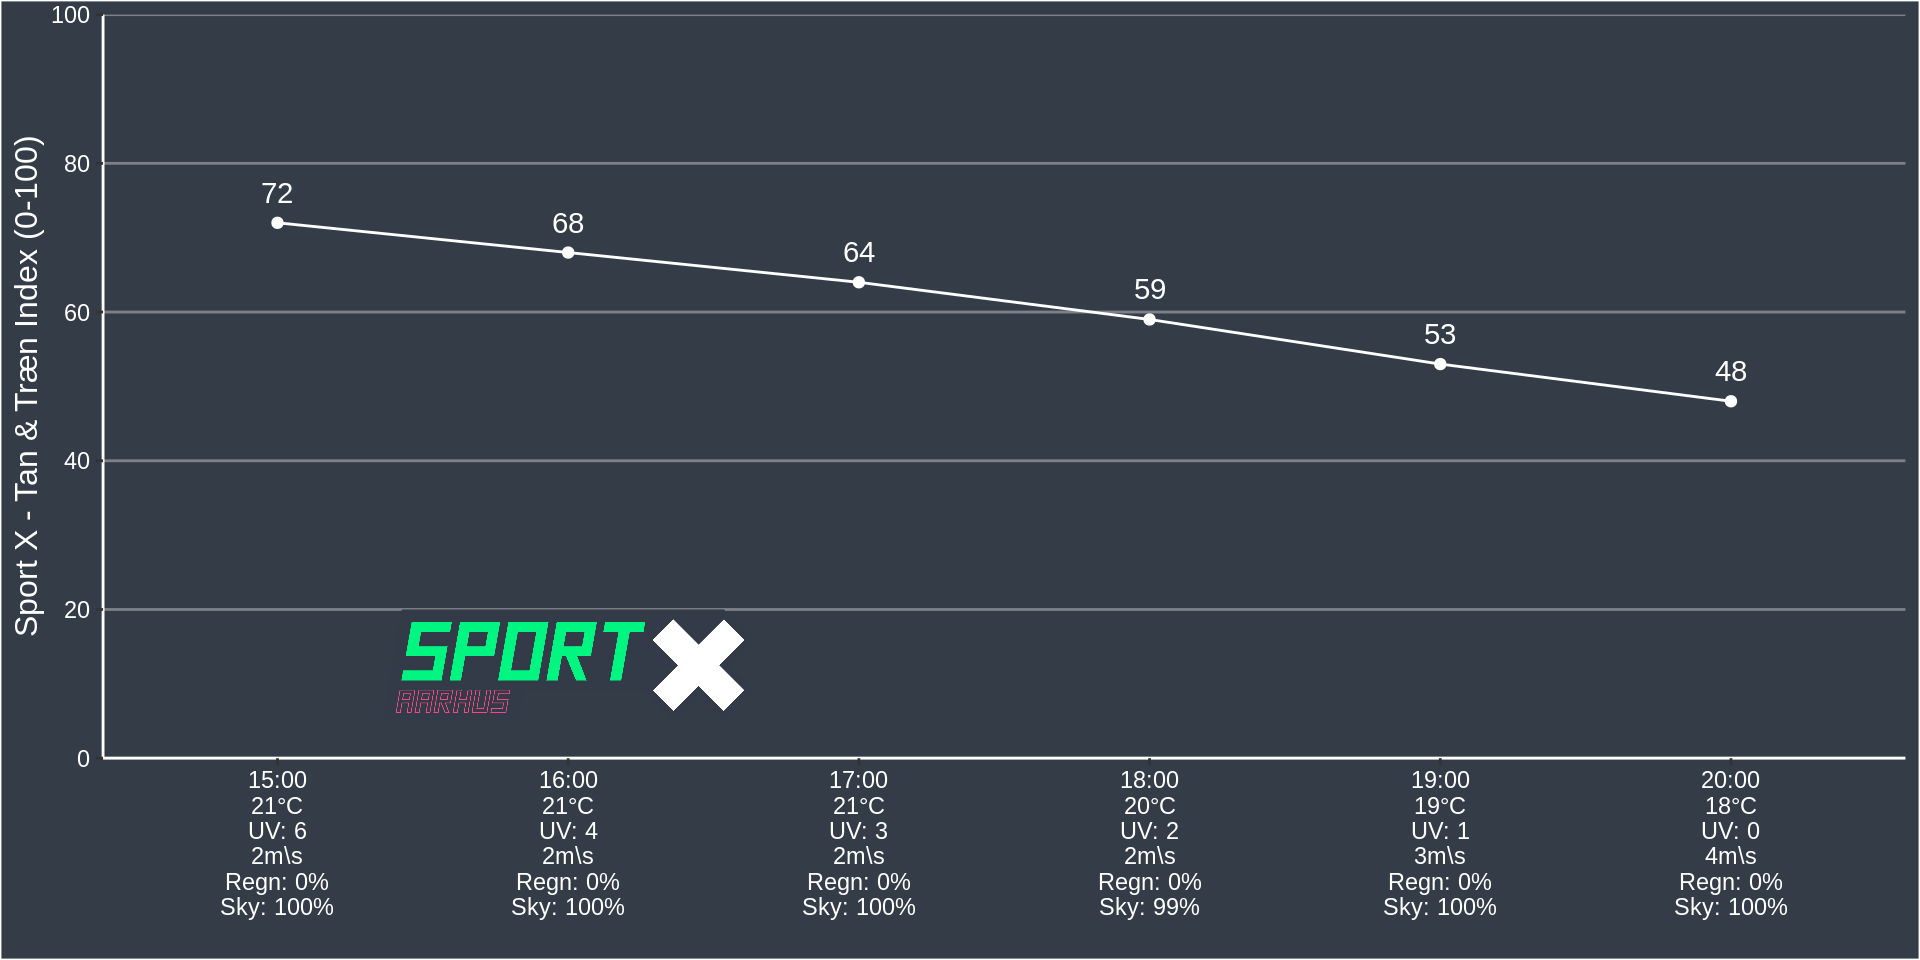 Sport X - Tan & Træn Index (0-100)
100
80
60
40
20
0
72
68
64
59
53
48
SPORT X
AARHUS
15:00
21°C
UV: 6
2m\s
Regn: 0%
Sky: 100%
16:00
21°C
UV: 4
2m\s
Regn: 0%
Sky: 100%
17:00
21°C
UV: 3
2m\s
Regn: 0%
Sky: 100%
18:00
20°C
UV: 2
2m\s
Regn: 0%
Sky: 99%
19:00
19°C
UV: 1
3m\s
Regn: 0%
Sky: 100%
20:00
18°C
UV: 0
4m\s
Regn: 0%
Sky: 100%